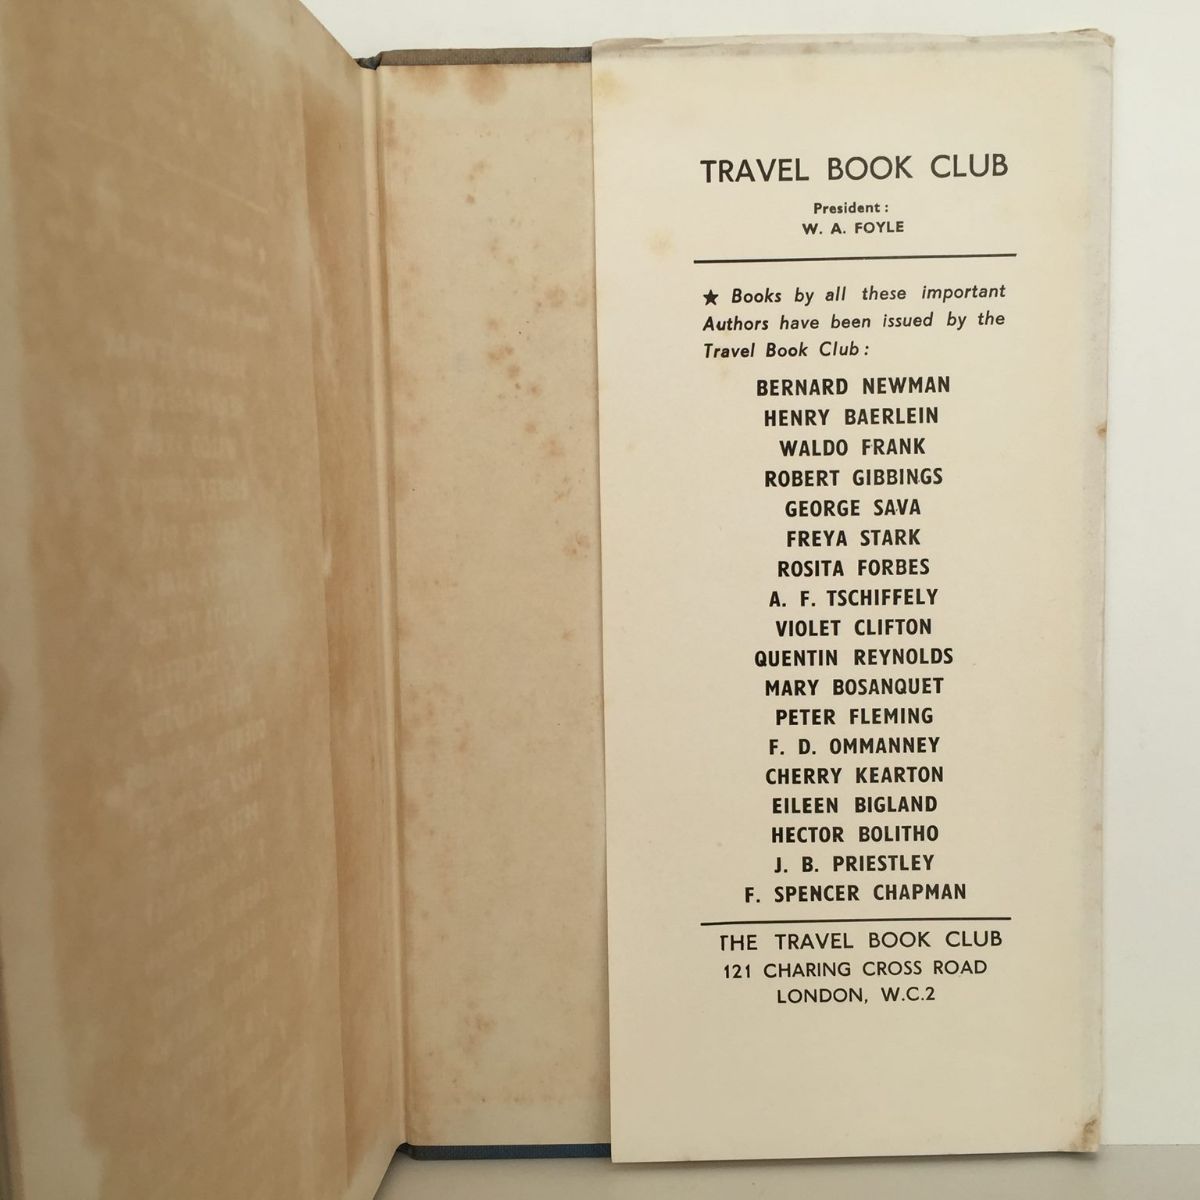 TRAVEL BOOK CLUB
President :
W. A. FOYLE
★ Books by all these important
Authors have been issued by the
Travel Book Club :
BERNARD NEWMAN
HENRY BAERLEIN
WALDO FRANK
ROBERT GIBBINGS
GEORGE SAVA
FREYA STARK
ROSITA FORBES
A. F. TSCHIFFELY
VIOLET CLIFTON
QUENTIN REYNOLDS
MARY BOSANQUET
PETER FLEMING
F. D. OMMANNEY
CHERRY KEARTON
EILEEN BIGLAND
HECTOR BOLITHO
J. B. PRIESTLEY
F. SPENCER CHAPMAN
THE TRAVEL BOOK CLUB
121 CHARING CROSS ROAD
LONDON, W.C.2